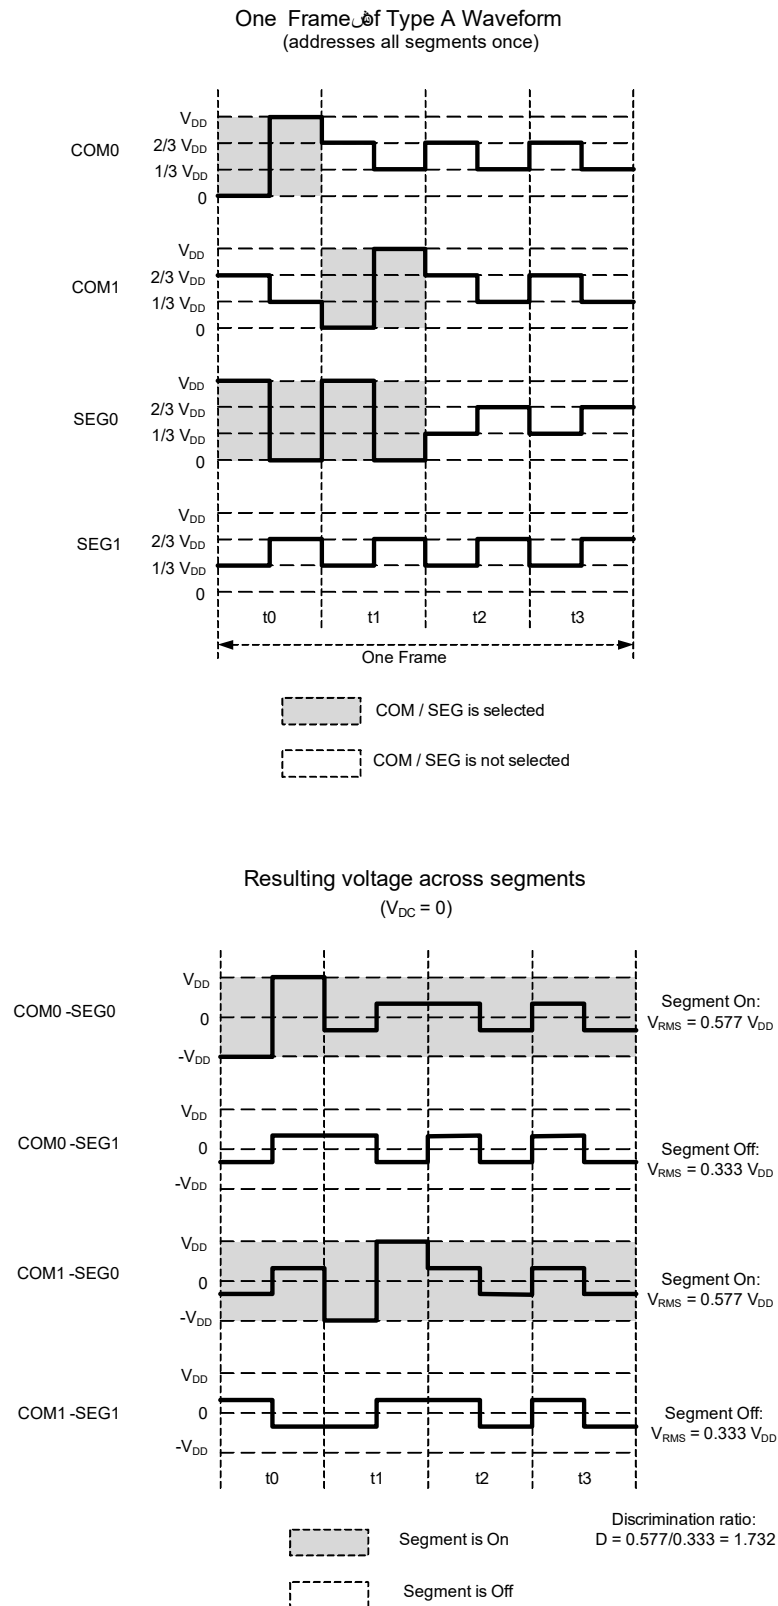 One Frame of Type A Waveform
(addresses all segments once)
COM0
VDD
2/3 VDD
1/3 VDD
0
COM1
VDD
2/3 VDD
1/3 VDD
0
SEG0
VDD
2/3 VDD
1/3 VDD
0
SEG1
VDD
2/3 VDD
1/3 VDD
0
t0 t1 t2 t3
One Frame
COM / SEG is selected
COM / SEG is not selected
Resulting voltage across segments
(VDC = 0)
COM0 -SEG0
VDD
0
-VDD
Segment On:
VRMS = 0.577 VDD
COM0 -SEG1
VDD
0
-VDD
Segment Off:
VRMS = 0.333 VDD
COM1 -SEG0
VDD
0
-VDD
Segment On:
VRMS = 0.577 VDD
COM1 -SEG1
VDD
0
-VDD
Segment Off:
VRMS = 0.333 VDD
t0 t1 t2 t3
Segment is On
Discrimination ratio:
D = 0.577/0.333 = 1.732
Segment is Off